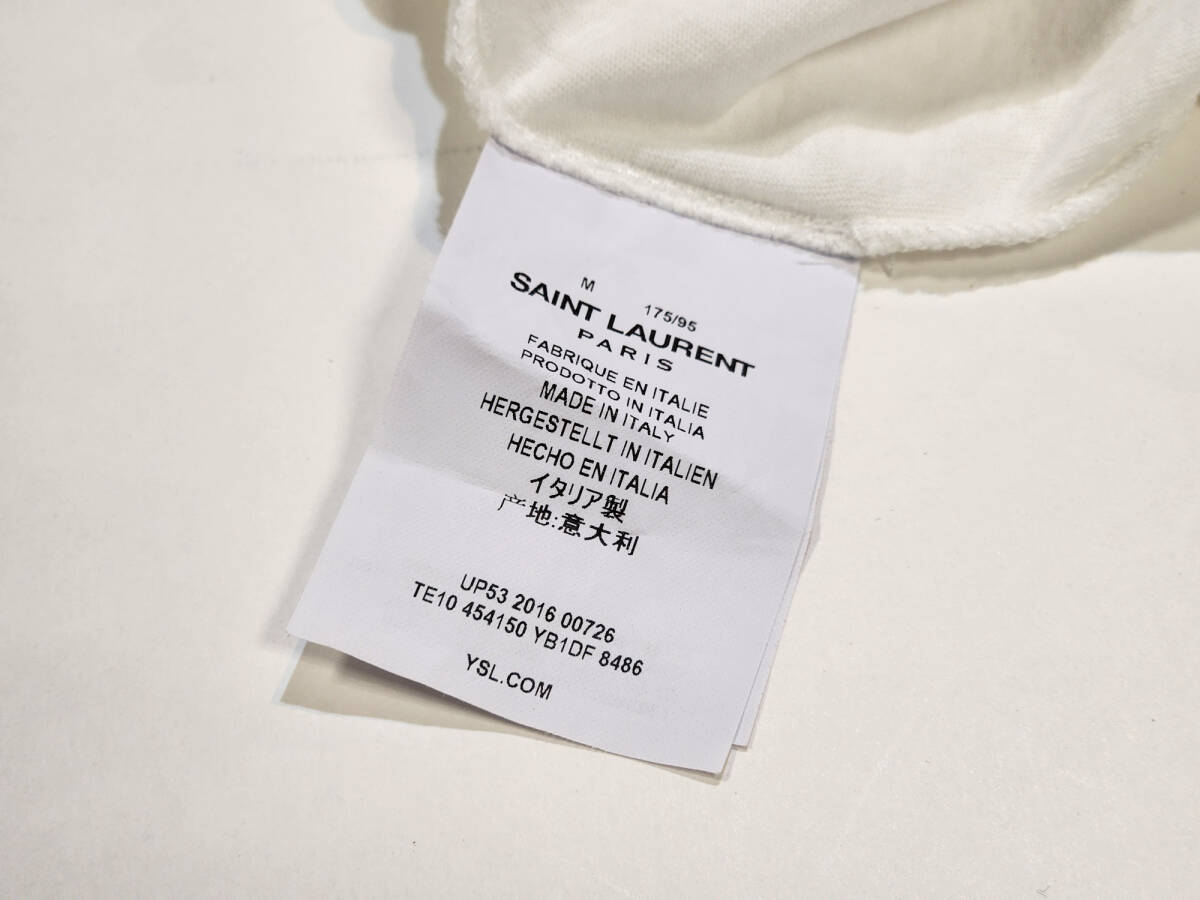 M 175/95
SAINT LAURENT
PARIS
FABRIQUE EN ITALIE
PRODOTTO IN ITALIA
MADE IN ITALY
HERGESTELLT IN ITALIEN
HECHO EN ITALIA
イタリア製
产地:意大利
UP53 2016 00726
TE10 454150 YB1DF 8486
YSL.COM